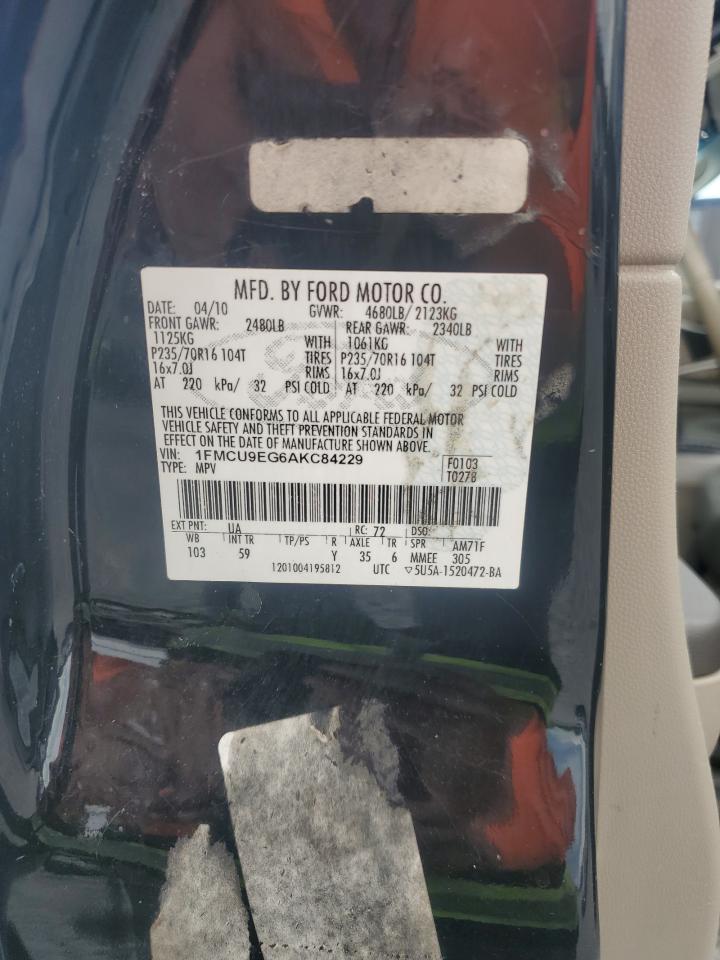 MFD. BY FORD MOTOR CO.
DATE: 04/10 GVWR: 4680LB/ 2123KG
FRONT GAWR: 2480LB REAR GAWR: 2340LB
1125KG WITH 1061KG WITH
P235/70R16 104T TIRES P235/70R16 104T TIRES
16x7.0J RIMS 16x7.0J RIMS
AT 220 kPa/ 32 PSI COLD AT 220 kPa/ 32 PSI COLD
THIS VEHICLE CONFORMS TO ALL APPLICABLE FEDERAL MOTOR
VEHICLE SAFETY AND THEFT PREVENTION STANDARDS IN
EFFECT ON THE DATE OF MANUFACTURE SHOWN ABOVE.
VIN: 1FMCU9EG6AKC84229 F0103
TYPE: MPV T0278
EXT PNT: UA RC: 72 DSO:
WB INT TR TP/PS R AXLE TR SPR AM71F
103 59 Y 35 6 MMEE 305
1201004195812 UTC ▽5U5A-1520472-BA